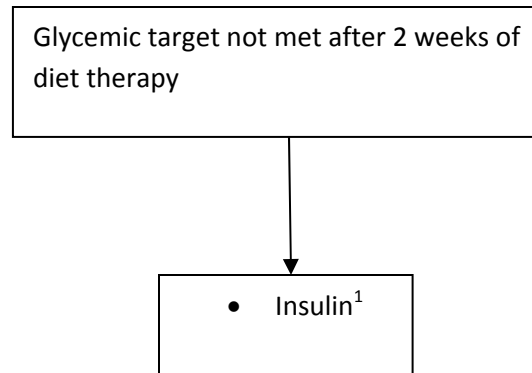 Glycemic target not met after 2 weeks of
diet therapy
• Insulin¹